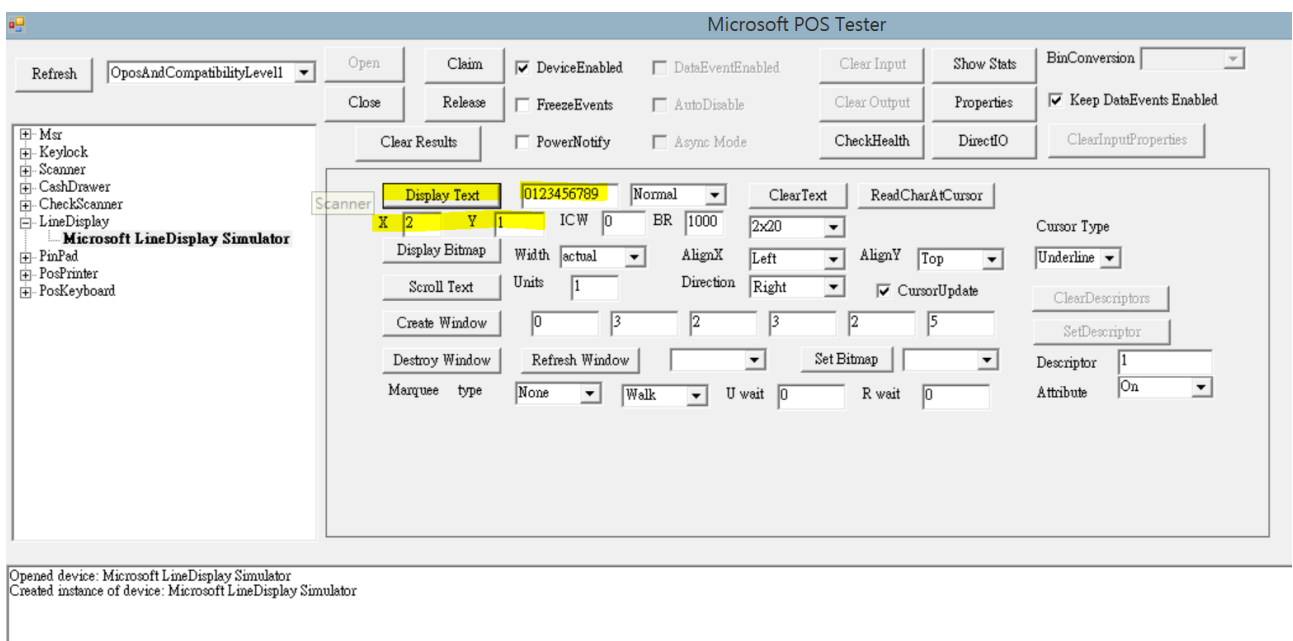 Microsoft POS Tester
Refresh OposAndCompatibilityLevel1 Open Claim DeviceEnabled DataEventEnabled Clear Input Show Stats BinConversion
Close Release FreezeEvents AutoDisable Clear Output Properties Keep DataEvents Enabled
Clear Results PowerNotify Async Mode CheckHealth DirectIO ClearInputProperties
Msr
Keylock
Scanner
CashDrawer
CheckScanner
LineDisplay
Microsoft LineDisplay Simulator
PinPad
PosPrinter
PosKeyboard
Scanner
Display Text 0123456789 Normal ClearText ReadCharAtCursor
X 2 Y 1 ICW 0 BR 1000 2x20 Cursor Type
Display Bitmap Width actual AlignX Left AlignY Top Underline
Scroll Text Units 1 Direction Right CursorUpdate ClearDescriptors
Create Window 0 3 2 3 2 5 SetDescriptor
Destroy Window Refresh Window Set Bitmap Descriptor 1
Marquee type None Walk U wait 0 R wait 0 Attribute On
Opened device: Microsoft LineDisplay Simulator
Created instance of device: Microsoft LineDisplay Simulator